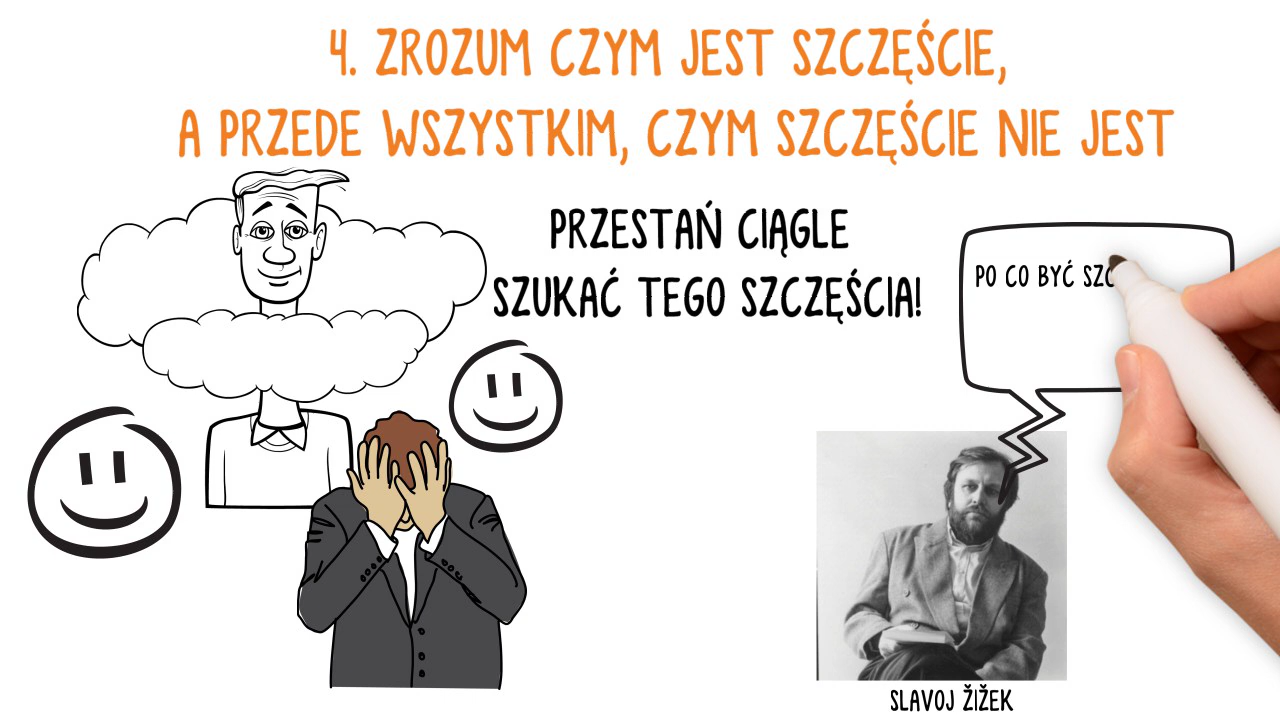 4. ZROZUM CZYM JEST SZCZĘŚCIE,
A PRZEDE WSZYSTKIM, CZYM SZCZĘŚCIE NIE JEST
PRZESTAŃ CIĄGLE
SZUKAĆ TEGO SZCZĘŚCIA!
PO CO BYĆ SZC
SLAVOJ ŽIŽEK